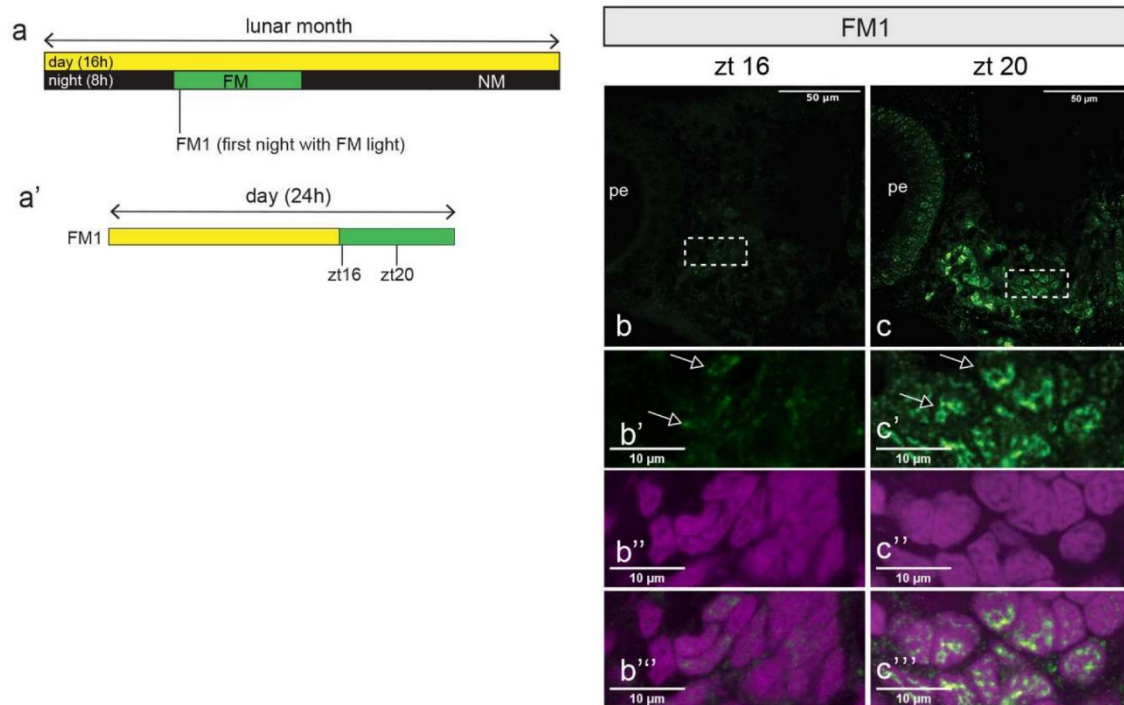 a
lunar month
day (16h)
night (8h) FM NM
FM1 (first night with FM light)
a'
day (24h)
FM1
zt16
zt20
FM1
zt 16 zt 20
50 µm 50 µm
pe pe
b c
b' c'
10 µm 10 µm
b'' c''
10 µm 10 µm
b''' c'''
10 µm 10 µm